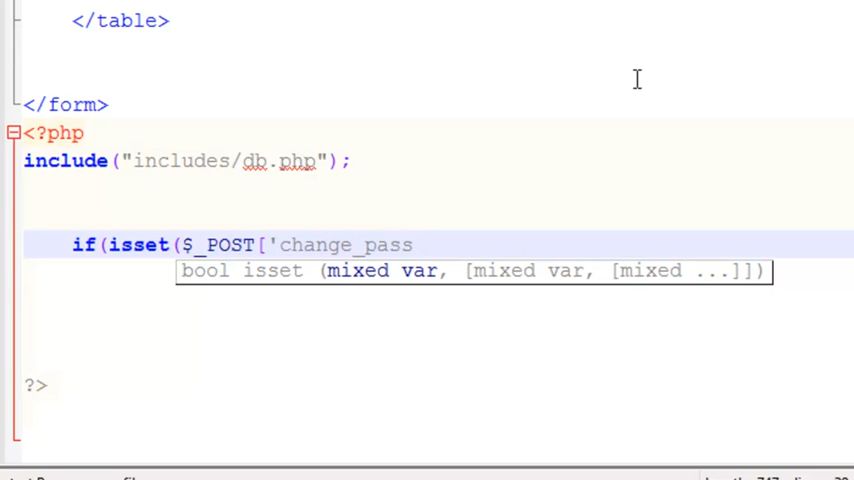 </table>
</form>
<?php
include("includes/db.php");
if(isset($_POST['change_pass
bool isset (mixed var, [mixed var, [mixed ...]])
?>